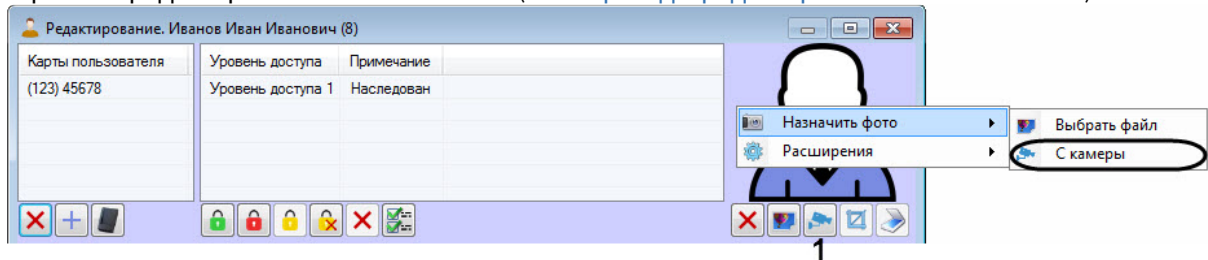 Редактирование. Иванов Иван Иванович (8)
Карты пользователя
Уровень доступа Примечание
(123) 45678
Уровень доступа 1 Наследован
Назначить фото
Выбрать файл
Расширения
С камеры
1